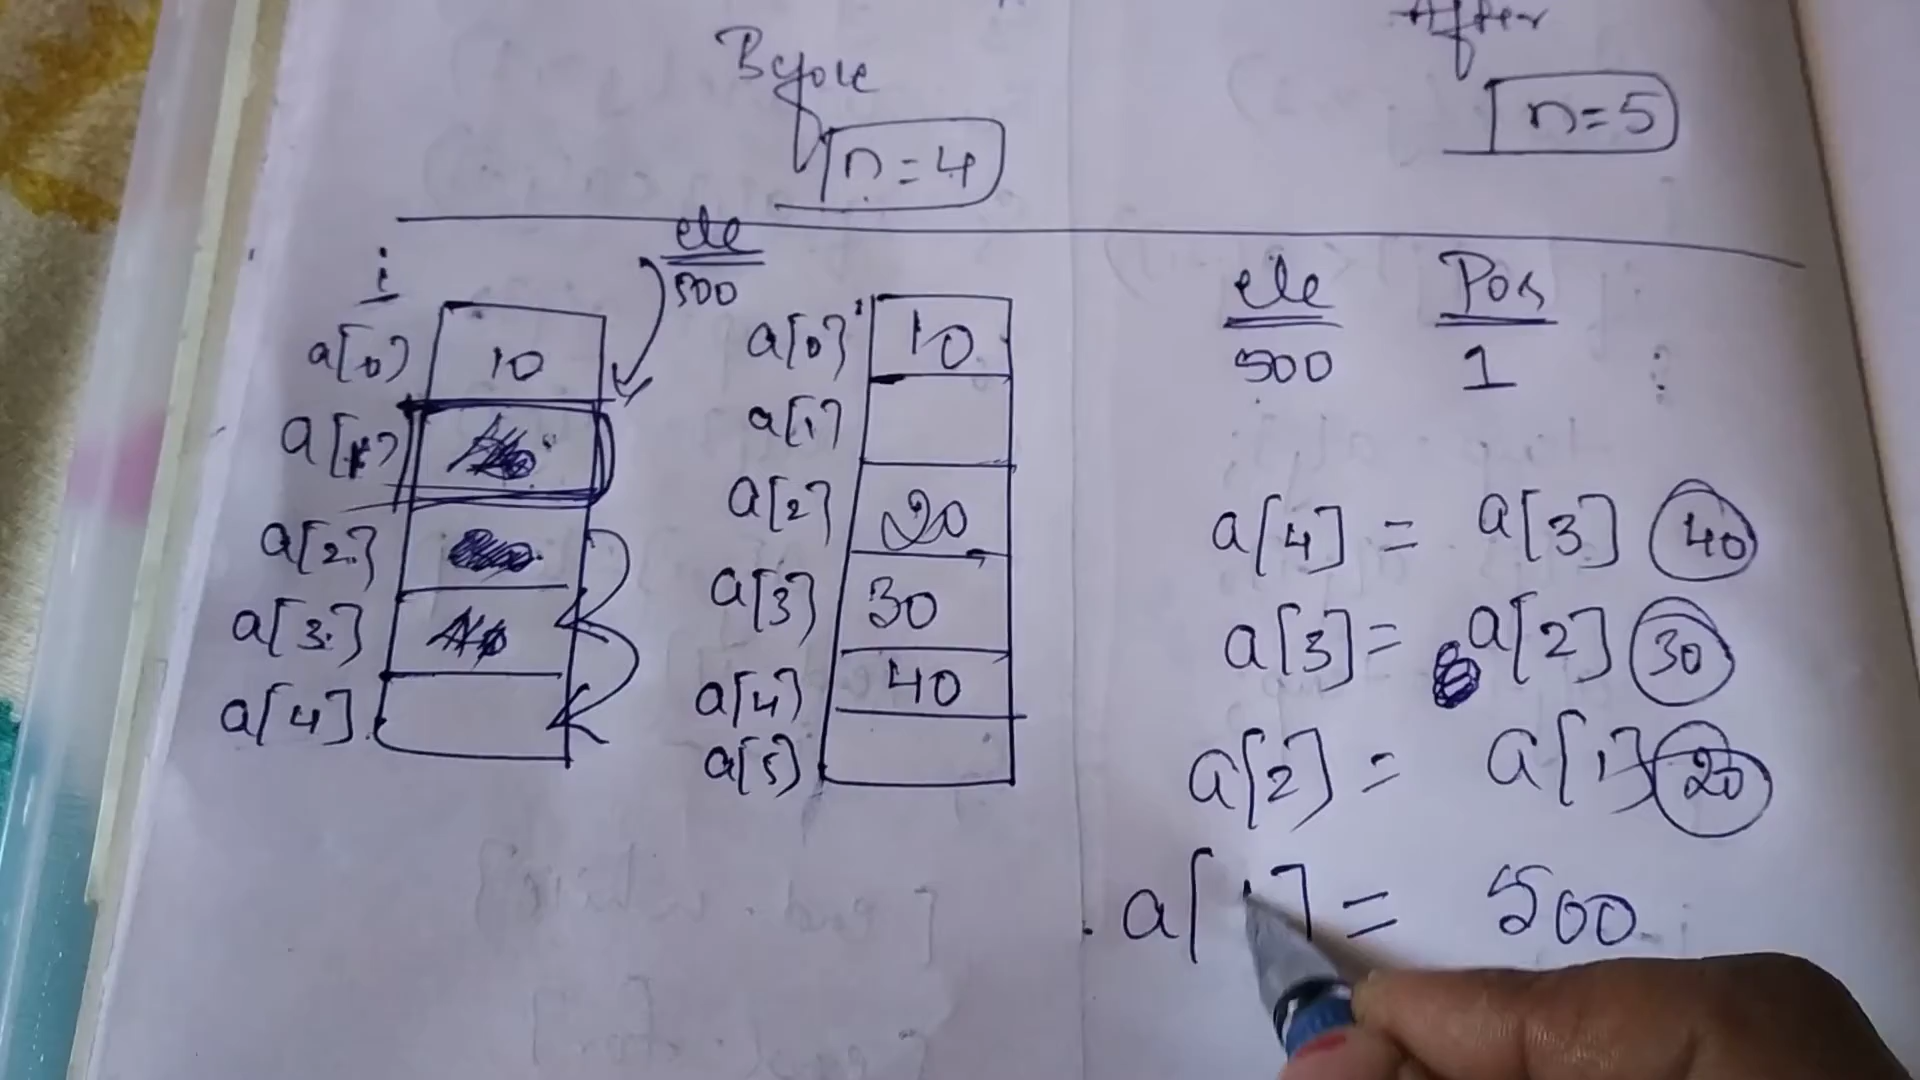 Before
After
n=4
n=5
i
ele
500
a[0] 10
a[1]
a[2]
a[3]
a[4]
a[0] 10
a[1]
a[2] 20
a[3] 30
a[4] 40
a[5]
ele Pos
500 1
a[4] = a[3] 40
a[3] = a[2] 30
a[2] = a[1] 20
a[1] = 500